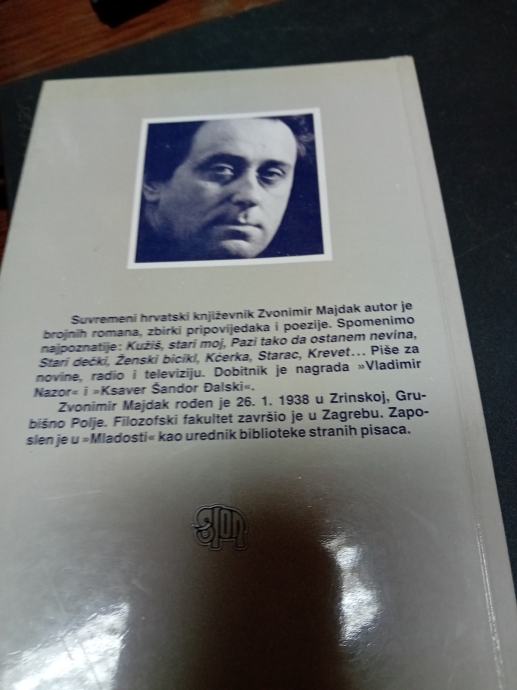 Suvremeni hrvatski književnik Zvonimir Majdak autor je
brojnih romana, zbirki pripovijedaka i poezije. Spomenimo
najpoznatije: Kužiš, stari moj, Pazi tako da ostanem nevina,
Stari dečki, Ženski bicikl, Kćerka, Starac, Krevet... Piše za
novine, radio i televiziju. Dobitnik je nagrada »Vladimir
Nazor« i »Ksaver Šandor Đalski«.
Zvonimir Majdak rođen je 26. 1. 1938 u Zrinskoj, Gru-
bišno Polje. Filozofski fakultet završio je u Zagrebu. Zapo-
slen je u »Mladosti« kao urednik biblioteke stranih pisaca.
slon